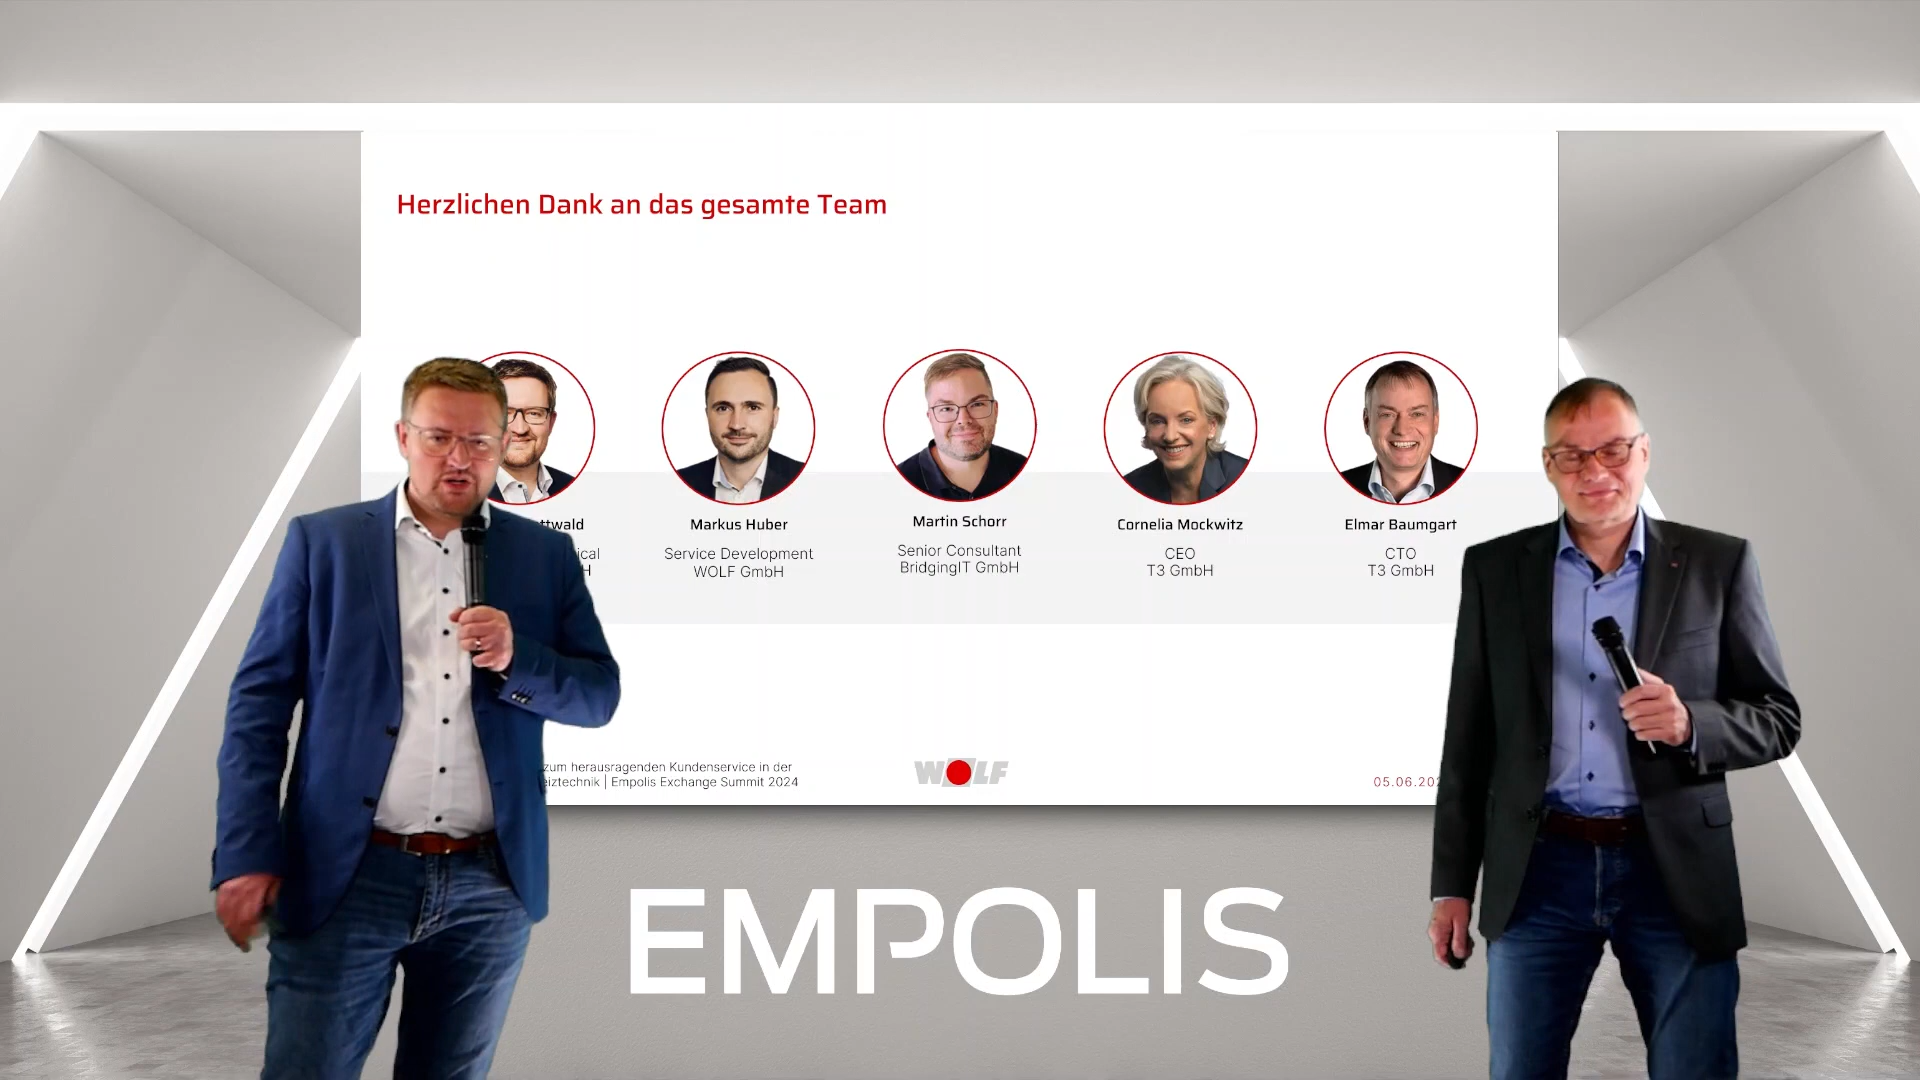 Herzlichen Dank an das gesamte Team
Markus Huber
Service Development
WOLF GmbH
Martin Schorr
Senior Consultant
BridgingIT GmbH
Cornelia Mockwitz
CEO
T3 GmbH
Elmar Baumgart
CTO
T3 GmbH
zum herausragenden Kundenservice in der
| Empolis Exchange Summit 2024
WOLF
EMPOLIS